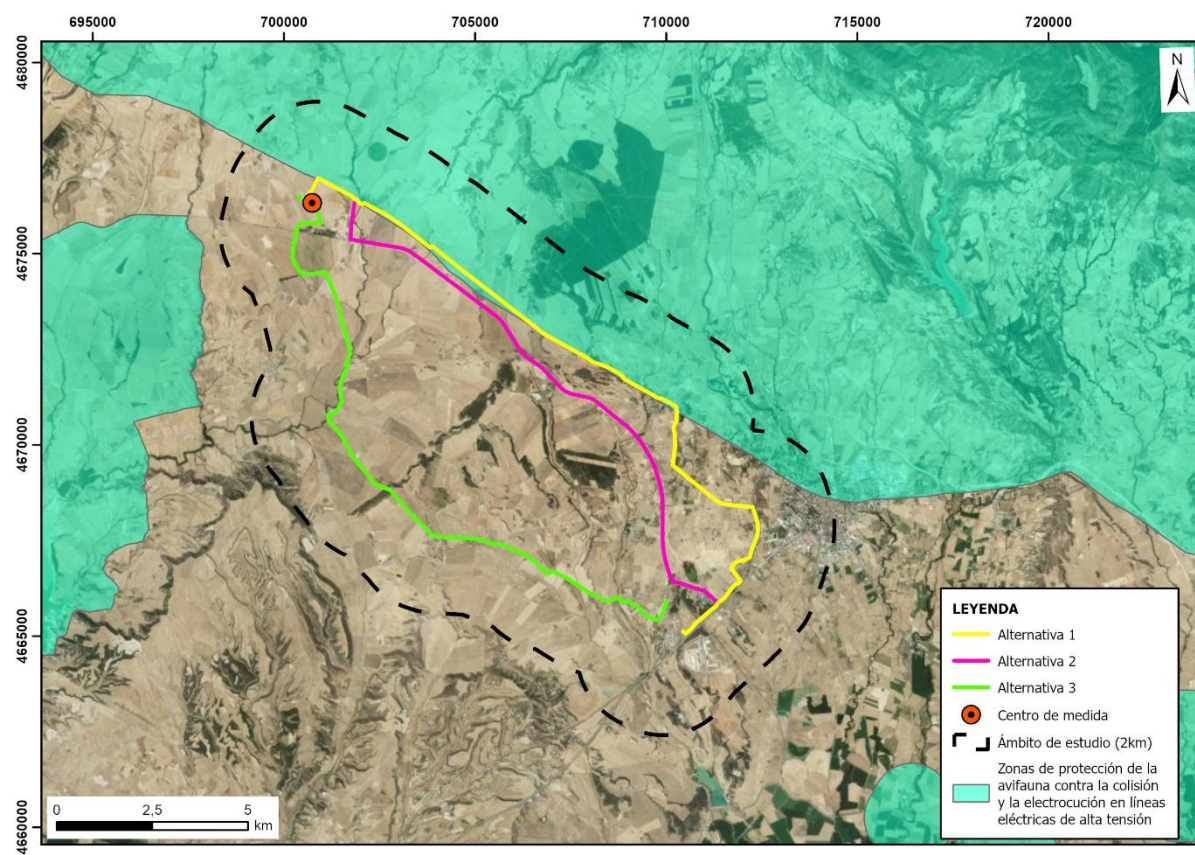 695000 700000 705000 710000 715000 720000
4680000
4675000
4670000
4665000
4660000
N
LEYENDA
Alternativa 1
Alternativa 2
Alternativa 3
Centro de medida
Ámbito de estudio (2km)
Zonas de protección de la
avifauna contra la colisión
y la electrocución en líneas
eléctricas de alta tensión
0 2,5 5
km